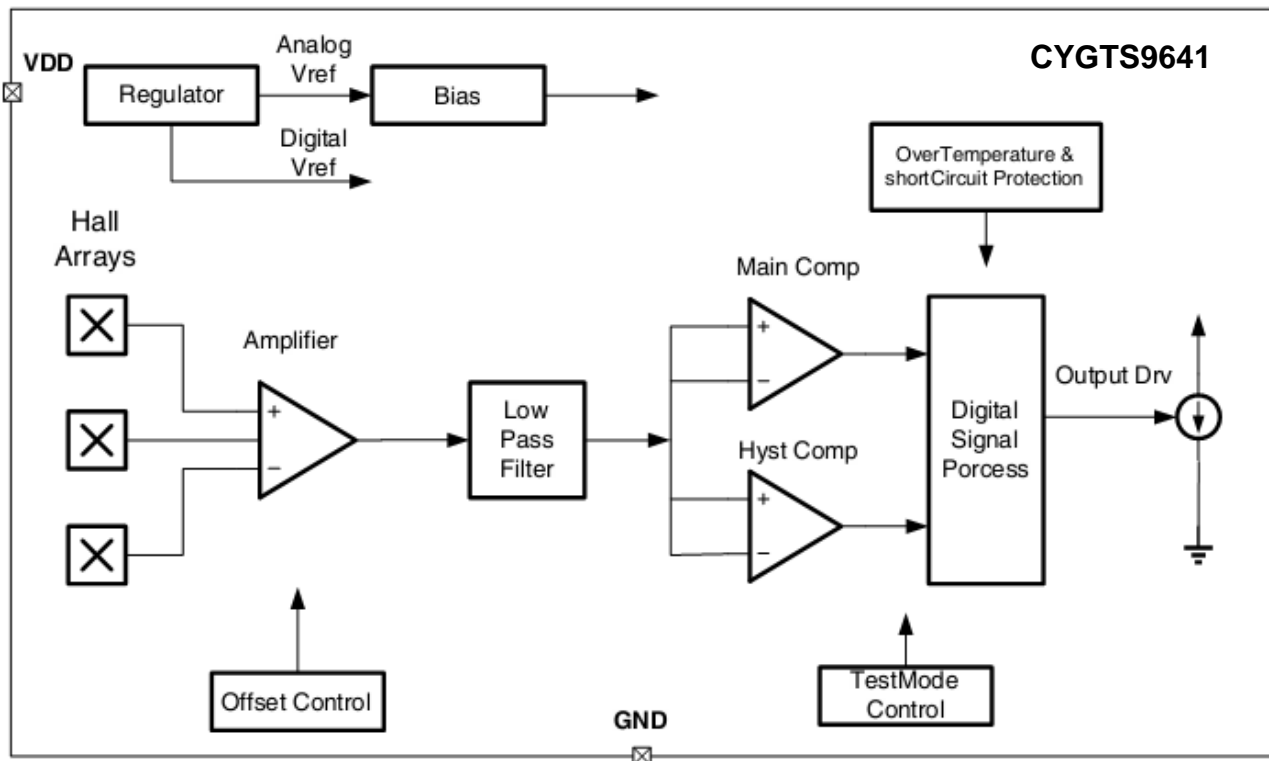 CYGTS9641
VDD
Analog
Vref
Regulator
Bias
Digital
Vref
OverTemperature &
shortCircuit Protection
Hall
Arrays
Main Comp
Amplifier
+
−
Low
Pass
Filter
+
−
Hyst Comp
+
−
Digital
Signal
Porcess
Output Drv
Offset Control
TestMode
Control
GND